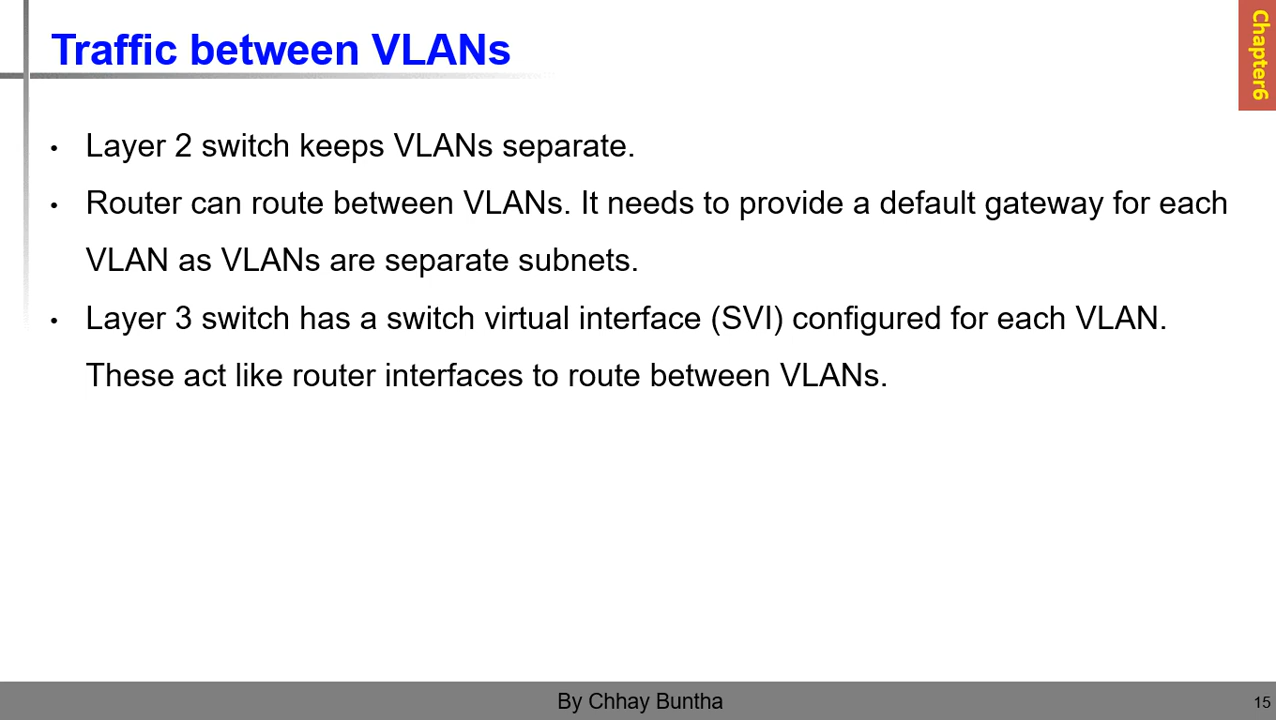 Traffic between VLANs
Chapter6
• Layer 2 switch keeps VLANs separate.
• Router can route between VLANs. It needs to provide a default gateway for each
VLAN as VLANs are separate subnets.
• Layer 3 switch has a switch virtual interface (SVI) configured for each VLAN.
These act like router interfaces to route between VLANs.
By Chhay Buntha
15